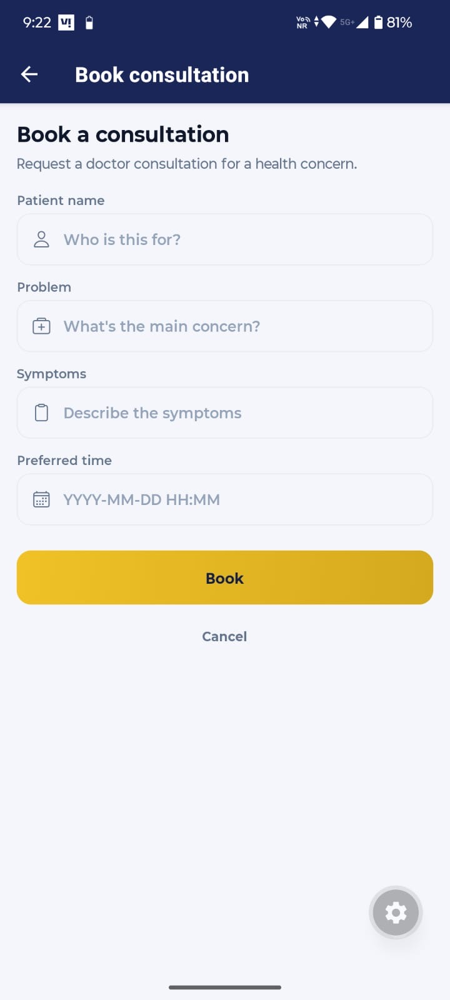 9:22
Vo NR 5G+ 81%
Book consultation
Book a consultation
Request a doctor consultation for a health concern.
Patient name
Who is this for?
Problem
What's the main concern?
Symptoms
Describe the symptoms
Preferred time
YYYY-MM-DD HH:MM
Book
Cancel